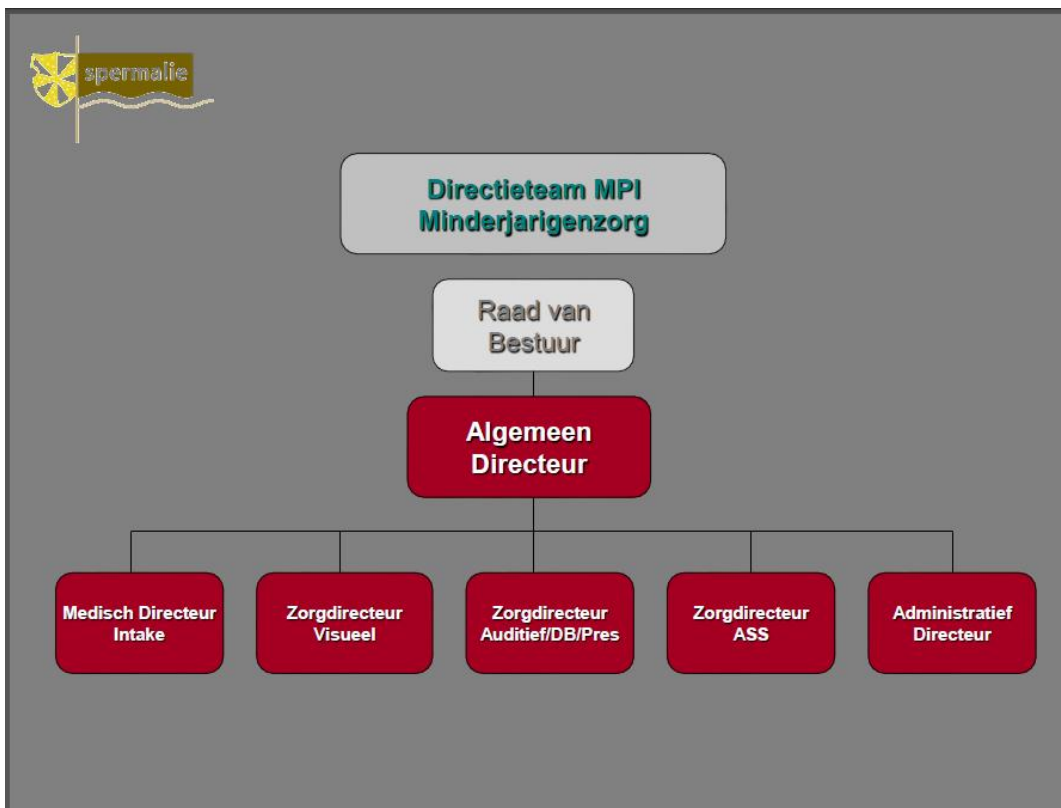 spermalie
Directieteam MPI
Minderjarigenzorg
Raad van
Bestuur
Algemeen
Directeur
Medisch Directeur
Intake
Zorgdirecteur
Visueel
Zorgdirecteur
Auditief/DB/Pres
Zorgdirecteur
ASS
Administratief
Directeur